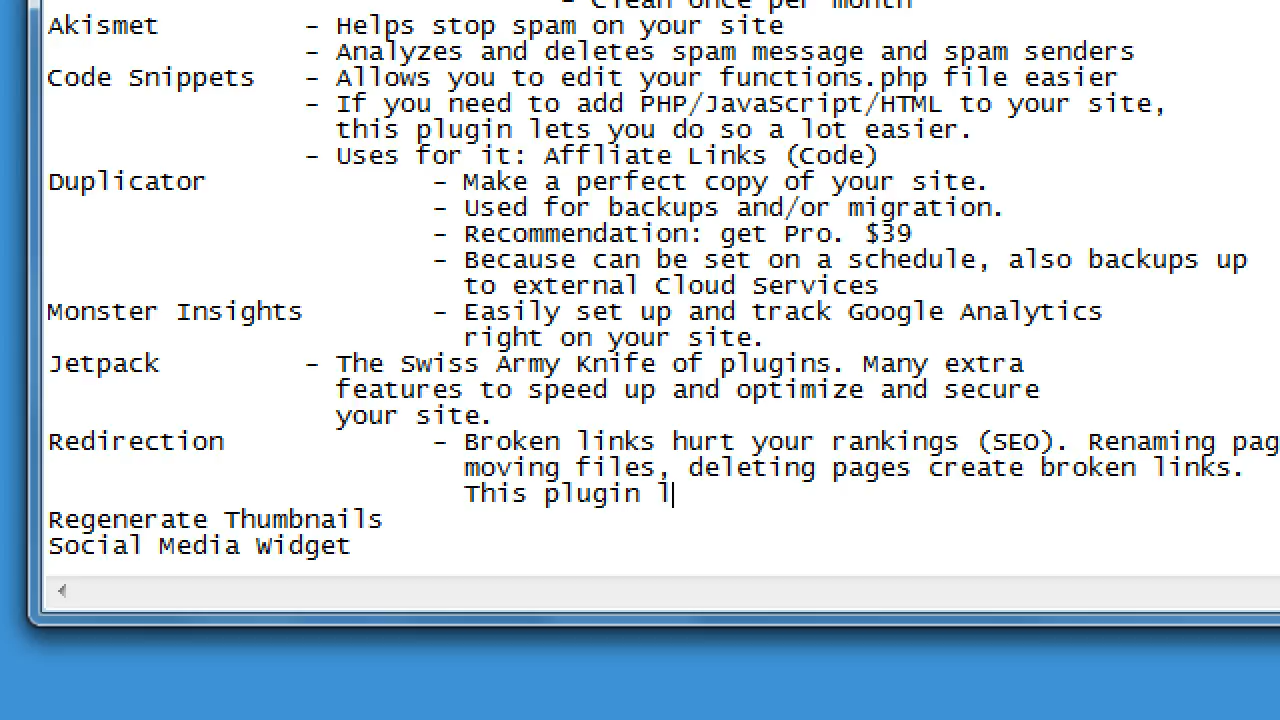 - Clean once per month
Akismet - Helps stop spam on your site
- Analyzes and deletes spam message and spam senders
Code Snippets - Allows you to edit your functions.php file easier
- If you need to add PHP/JavaScript/HTML to your site,
this plugin lets you do so a lot easier.
- Uses for it: Affliate Links (Code)
Duplicator - Make a perfect copy of your site.
- Used for backups and/or migration.
- Recommendation: get Pro. $39
- Because can be set on a schedule, also backups up
to external Cloud Services
Monster Insights - Easily set up and track Google Analytics
right on your site.
Jetpack - The Swiss Army Knife of plugins. Many extra
features to speed up and optimize and secure
your site.
Redirection - Broken links hurt your rankings (SEO). Renaming pag
moving files, deleting pages create broken links.
This plugin l
Regenerate Thumbnails
Social Media Widget